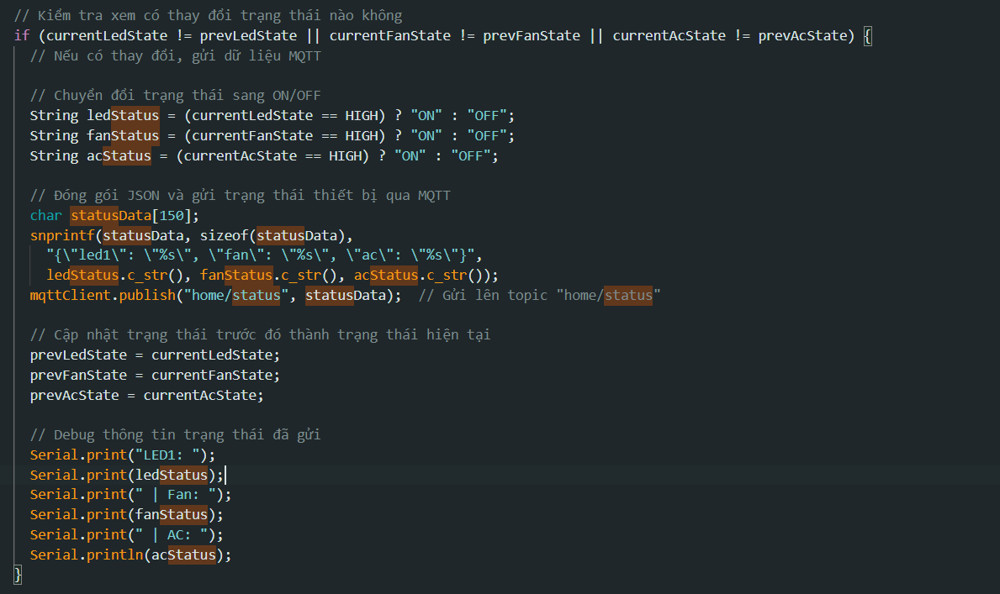 // Kiểm tra xem có thay đổi trạng thái nào không
if (currentLedState != prevLedState || currentFanState != prevFanState || currentAcState != prevAcState) {
// Nếu có thay đổi, gửi dữ liệu MQTT
// Chuyển đổi trạng thái sang ON/OFF
String ledStatus = (currentLedState == HIGH) ? "ON" : "OFF";
String fanStatus = (currentFanState == HIGH) ? "ON" : "OFF";
String acStatus = (currentAcState == HIGH) ? "ON" : "OFF";
// Đóng gói JSON và gửi trạng thái thiết bị qua MQTT
char statusData[150];
snprintf(statusData, sizeof(statusData),
"{\"led1\": \"%s\", \"fan\": \"%s\", \"ac\": \"%s\"}",
ledStatus.c_str(), fanStatus.c_str(), acStatus.c_str());
mqttClient.publish("home/status", statusData);  // Gửi lên topic "home/status"
// Cập nhật trạng thái trước đó thành trạng thái hiện tại
prevLedState = currentLedState;
prevFanState = currentFanState;
prevAcState = currentAcState;
// Debug thông tin trạng thái đã gửi
Serial.print("LED1: ");
Serial.print(ledStatus);
Serial.print(" | Fan: ");
Serial.print(fanStatus);
Serial.print(" | AC: ");
Serial.println(acStatus);
}